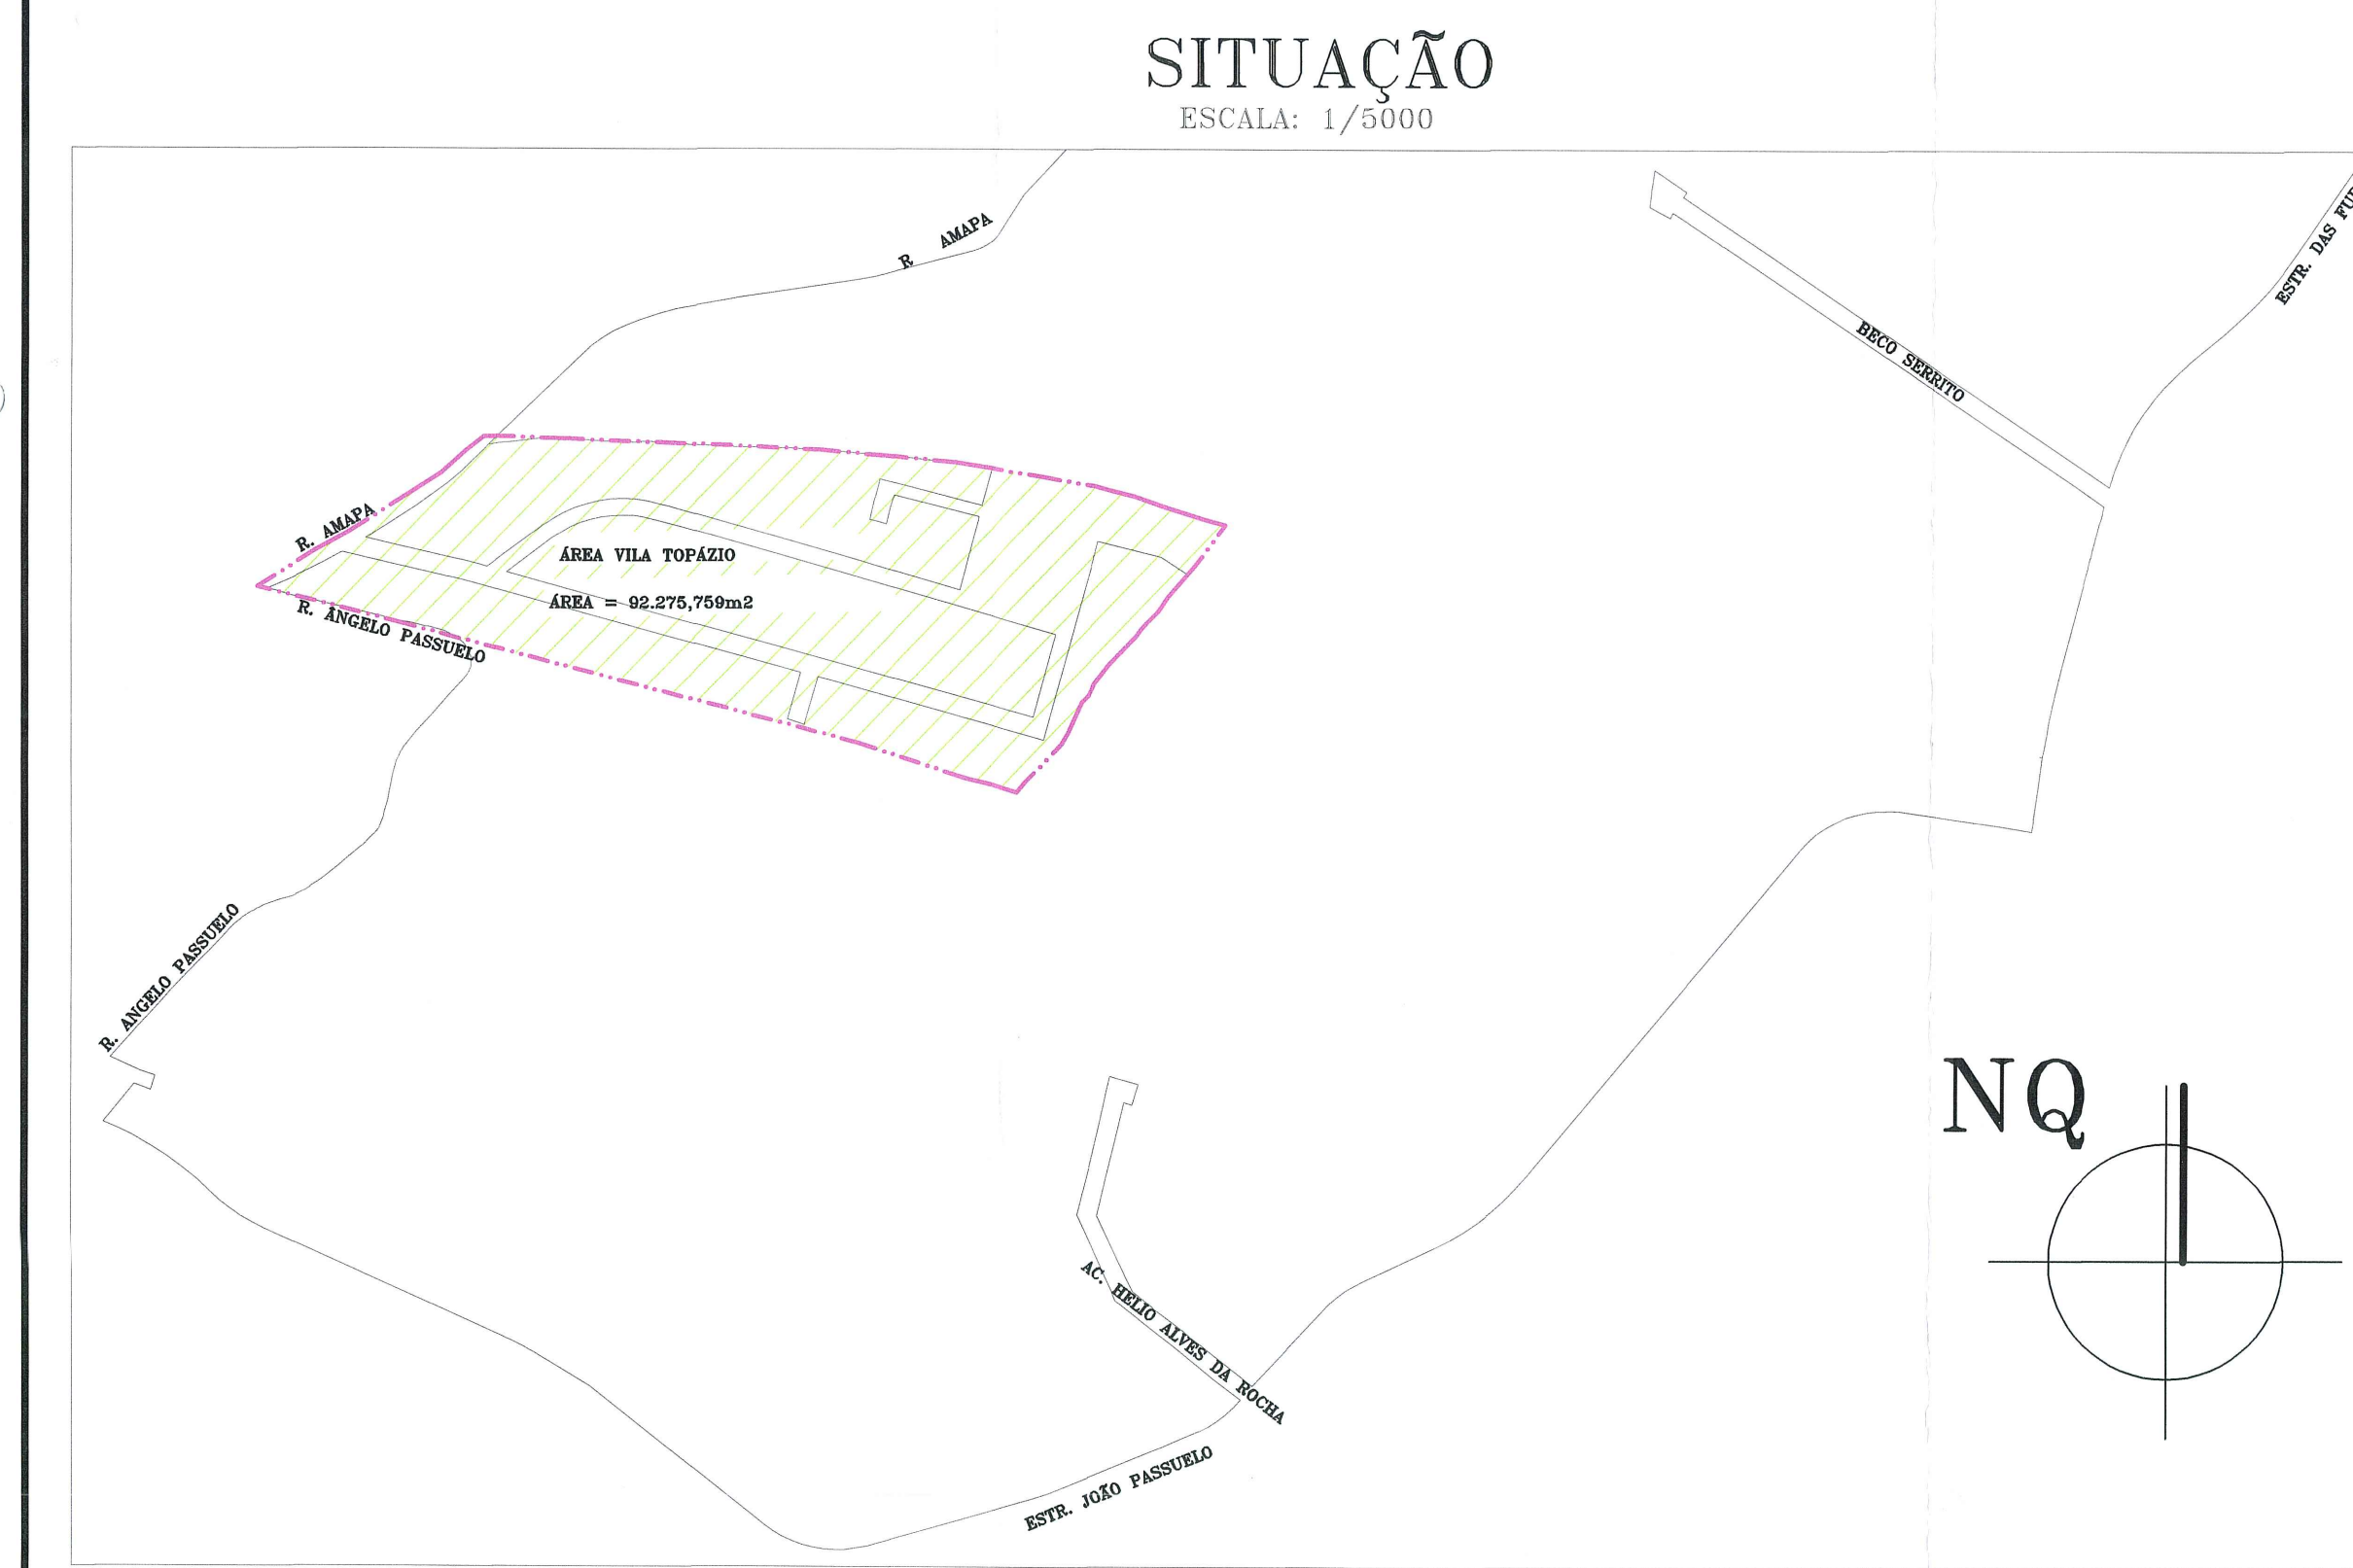 SITUAÇÃO
ESCALA: 1/5000
R AMAPA
ESTR. DAS
BECO SERRITO
R. AMAPA
ÁREA VILA TOPÁZIO
ÁREA = 92.275,759m2
R. ÂNGELO PASSUELO
R. ANGELO PASSUELO
NQ
AC. HELIO ALVES DA ROCHA
ESTR. JOÃO PASSUELO